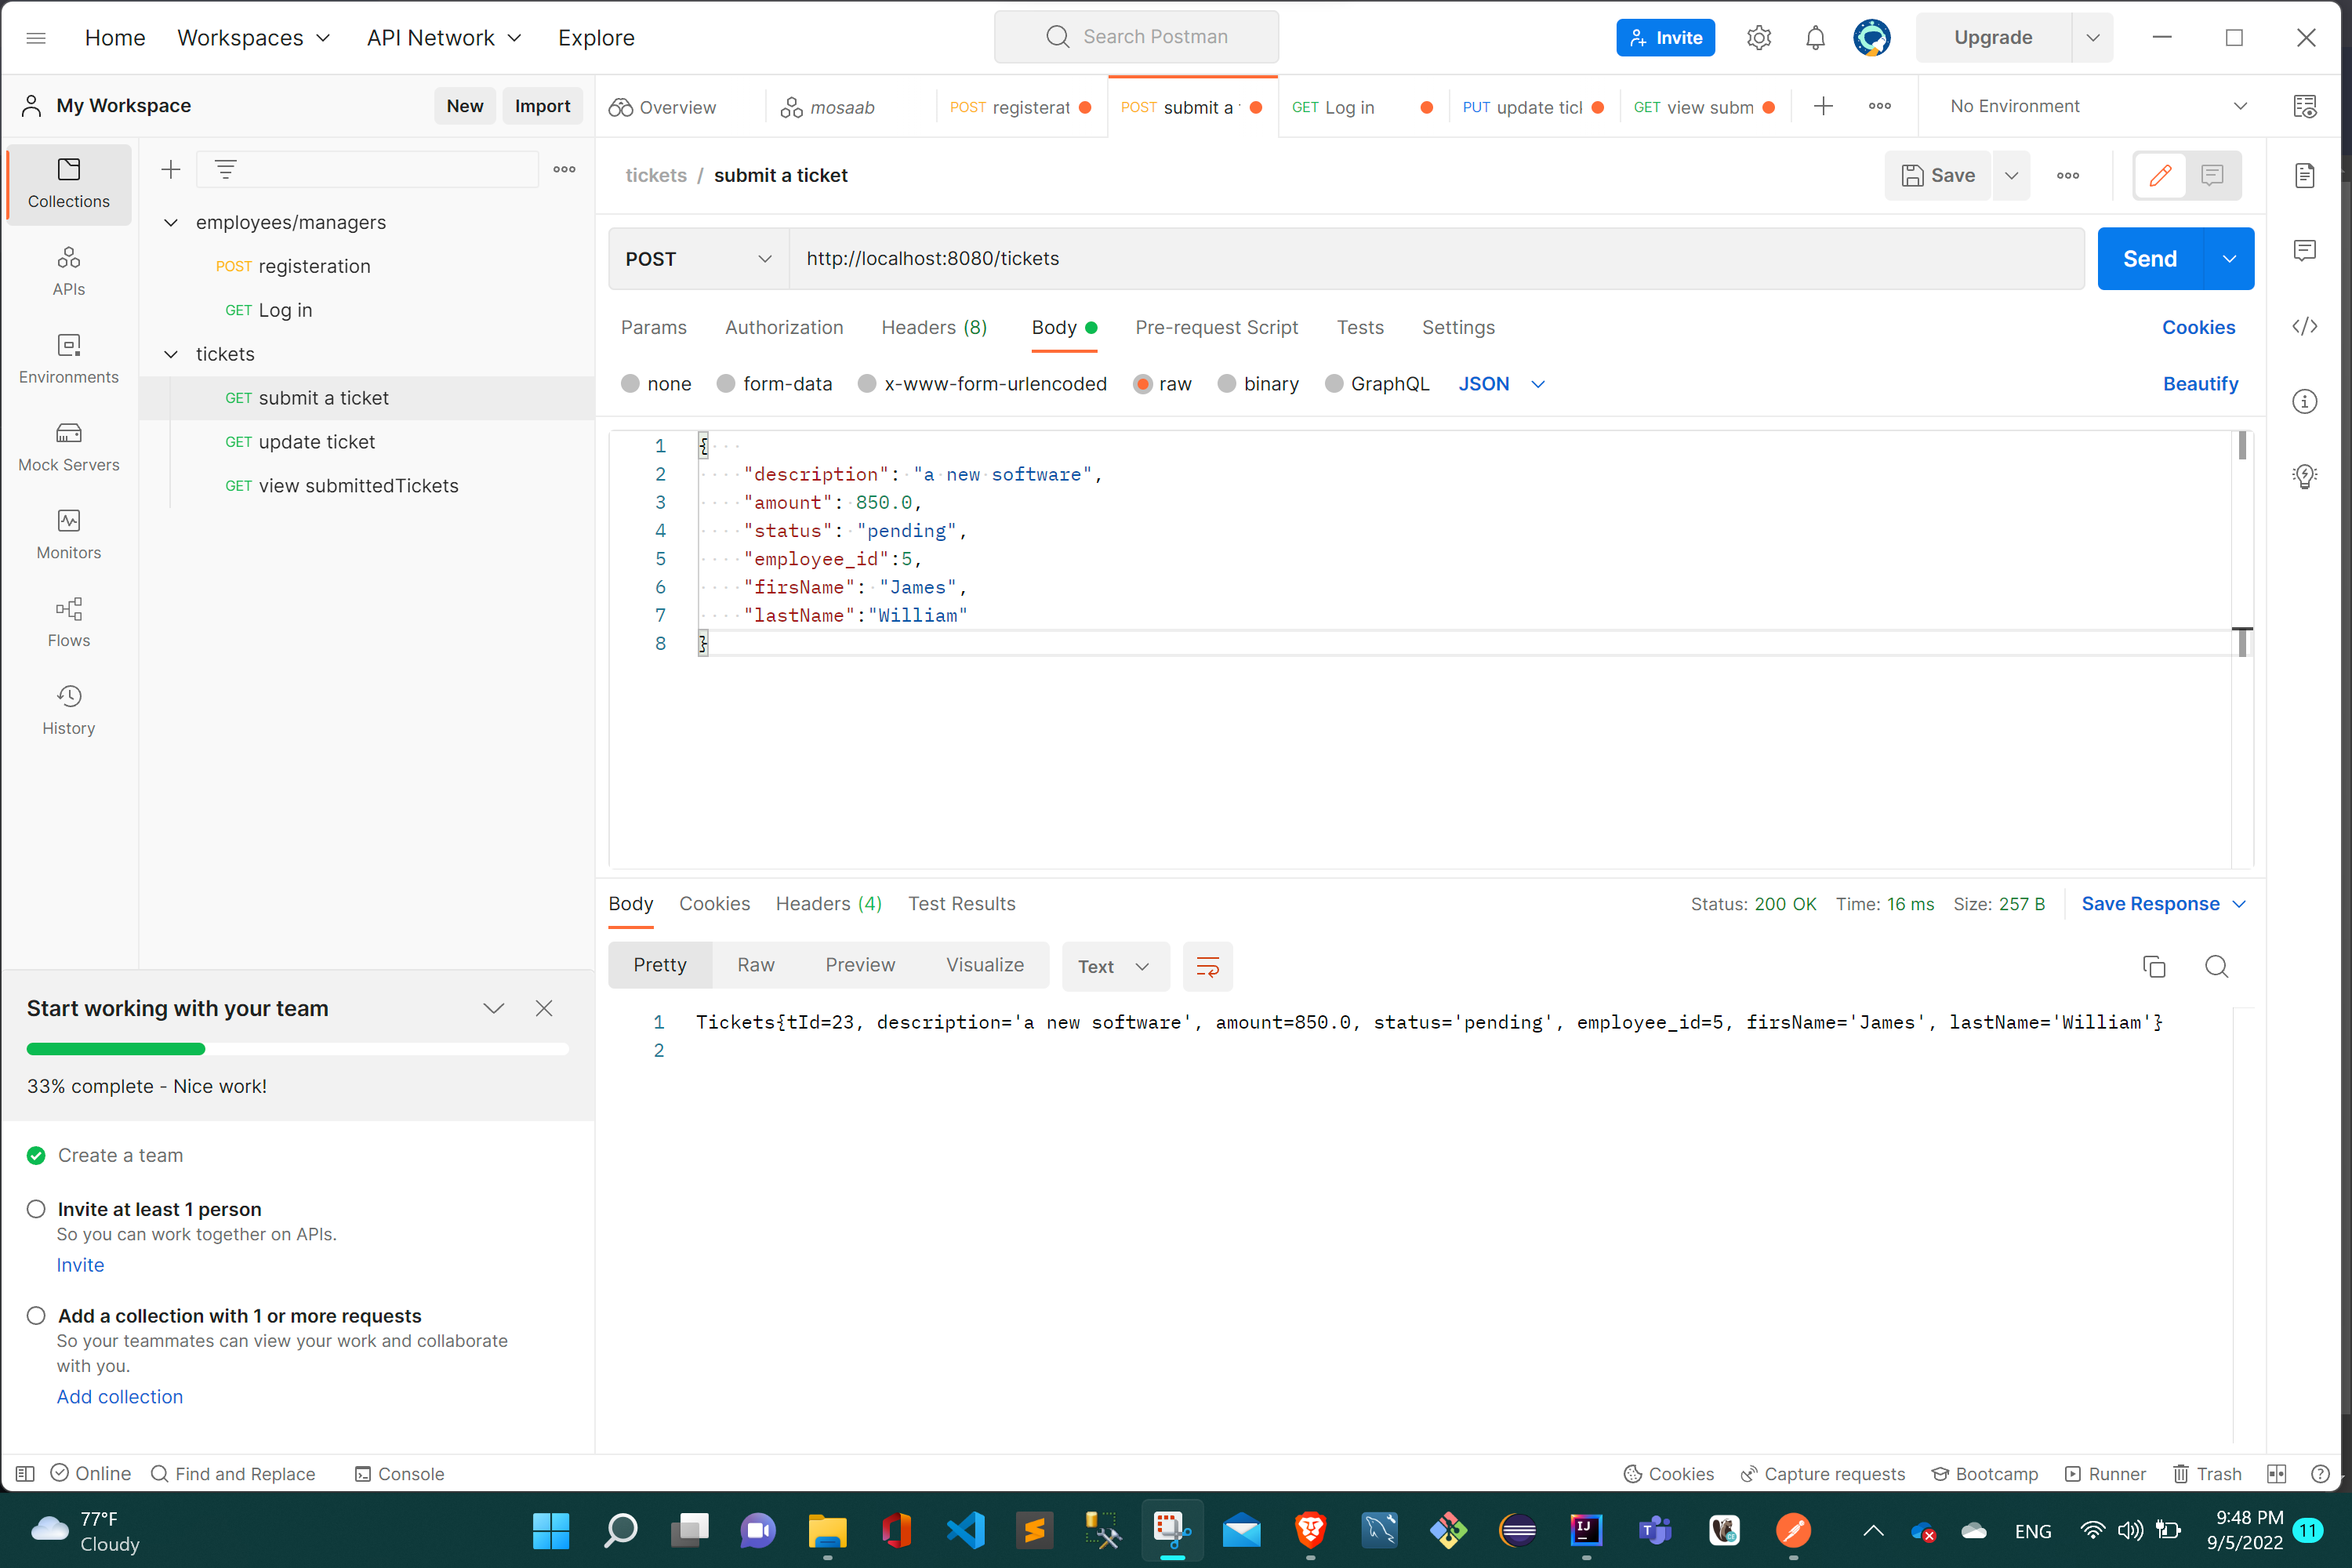 Home Workspaces API Network Explore Search Postman Invite Upgrade
My Workspace New Import Overview mosaab POST registerat POST submit a GET Log in PUT update tic GET view subm No Environment
Collections
APIs
Environments
Mock Servers
Monitors
Flows
History
employees/managers
POST registeration
GET Log in
tickets
GET submit a ticket
GET update ticket
GET view submittedTickets
tickets / submit a ticket Save
POST http://localhost:8080/tickets Send
Params Authorization Headers (8) Body Pre-request Script Tests Settings Cookies
none form-data x-www-form-urlencoded raw binary GraphQL JSON Beautify
1 {
2 "description": "a new software",
3 "amount": 850.0,
4 "status": "pending",
5 "employee_id":5,
6 "firsName": "James",
7 "lastName":"William"
8 }
Body Cookies Headers (4) Test Results Status: 200 OK Time: 16 ms Size: 257 B Save Response
Pretty Raw Preview Visualize Text
1 Tickets{tId=23, description='a new software', amount=850.0, status='pending', employee_id=5, firsName='James', lastName='William'}
2
Start working with your team
33% complete - Nice work!
Create a team
Invite at least 1 person
So you can work together on APIs.
Invite
Add a collection with 1 or more requests
So your teammates can view your work and collaborate
with you.
Add collection
Online Find and Replace Console Cookies Capture requests Bootcamp Runner Trash
77°F
Cloudy
ENG
9:48 PM
9/5/2022
11